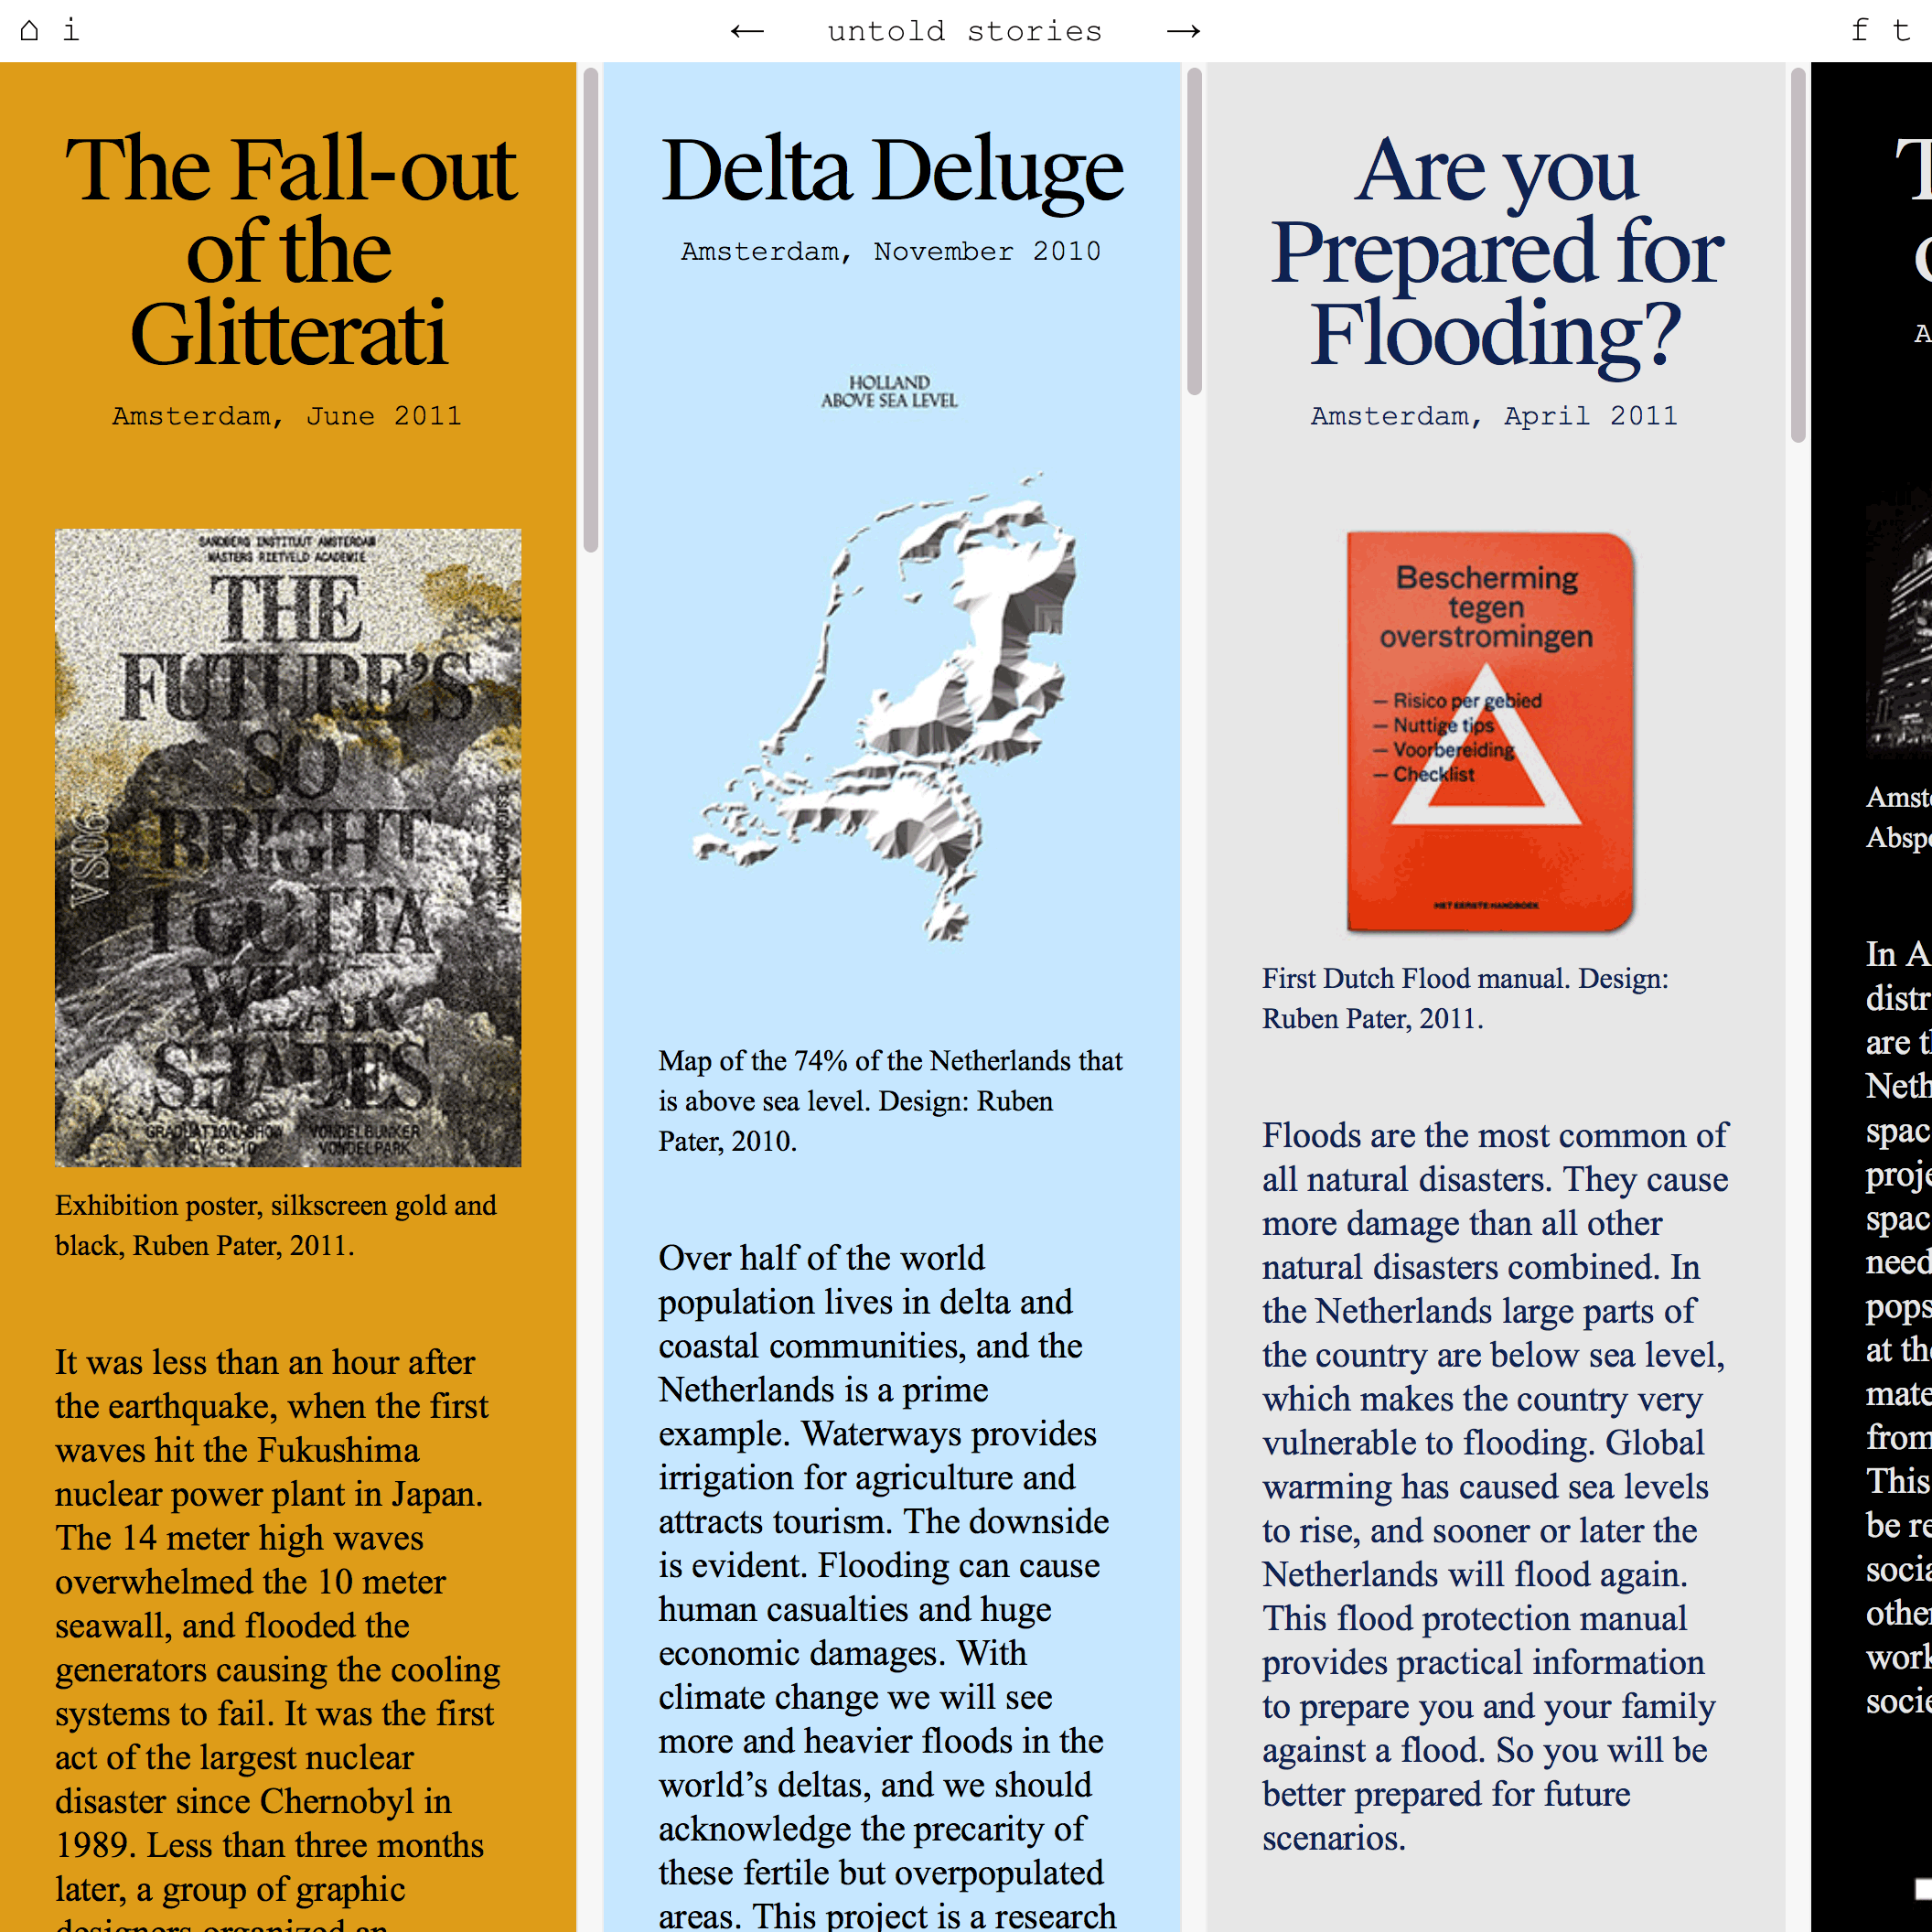 ⌂ i
← untold stories →
f t
The Fall-out
of the
Glitterati
Amsterdam, June 2011
SANDBERG INSTITUUT AMSTERDAM
MASTERS RIETVELD ACADEMIE
THE
FUTURE'S
SO
BRIGHT
I GOTTA
WEAR
SHADES
VS06
DESIGN DEPARTMENT
GRADUATION SHOW VONDELBUNKER
JULY 6 - 10 VONDELPARK
Exhibition poster, silkscreen gold and
black, Ruben Pater, 2011.
It was less than an hour after
the earthquake, when the first
waves hit the Fukushima
nuclear power plant in Japan.
The 14 meter high waves
overwhelmed the 10 meter
seawall, and flooded the
generators causing the cooling
systems to fail. It was the first
act of the largest nuclear
disaster since Chernobyl in
1989. Less than three months
later, a group of graphic
designers organized an
Delta Deluge
Amsterdam, November 2010
HOLLAND
ABOVE SEA LEVEL
Map of the 74% of the Netherlands that
is above sea level. Design: Ruben
Pater, 2010.
Over half of the world
population lives in delta and
coastal communities, and the
Netherlands is a prime
example. Waterways provides
irrigation for agriculture and
attracts tourism. The downside
is evident. Flooding can cause
human casualties and huge
economic damages. With
climate change we will see
more and heavier floods in the
world’s deltas, and we should
acknowledge the precarity of
these fertile but overpopulated
areas. This project is a research
Are you
Prepared for
Flooding?
Amsterdam, April 2011
Bescherming
tegen
overstromingen
– Risico per gebied
– Nuttige tips
– Voorbereiding
– Checklist
HET EERSTE HANDBOEK
First Dutch Flood manual. Design:
Ruben Pater, 2011.
Floods are the most common of
all natural disasters. They cause
more damage than all other
natural disasters combined. In
the Netherlands large parts of
the country are below sea level,
which makes the country very
vulnerable to flooding. Global
warming has caused sea levels
to rise, and sooner or later the
Netherlands will flood again.
This flood protection manual
provides practical information
to prepare you and your family
against a flood. So you will be
better prepared for future
scenarios.
T
A
Amst
Absp
In A
distr
are t
Neth
spac
proj
spac
need
pops
at th
mate
from
This
be re
soci
othe
work
soci